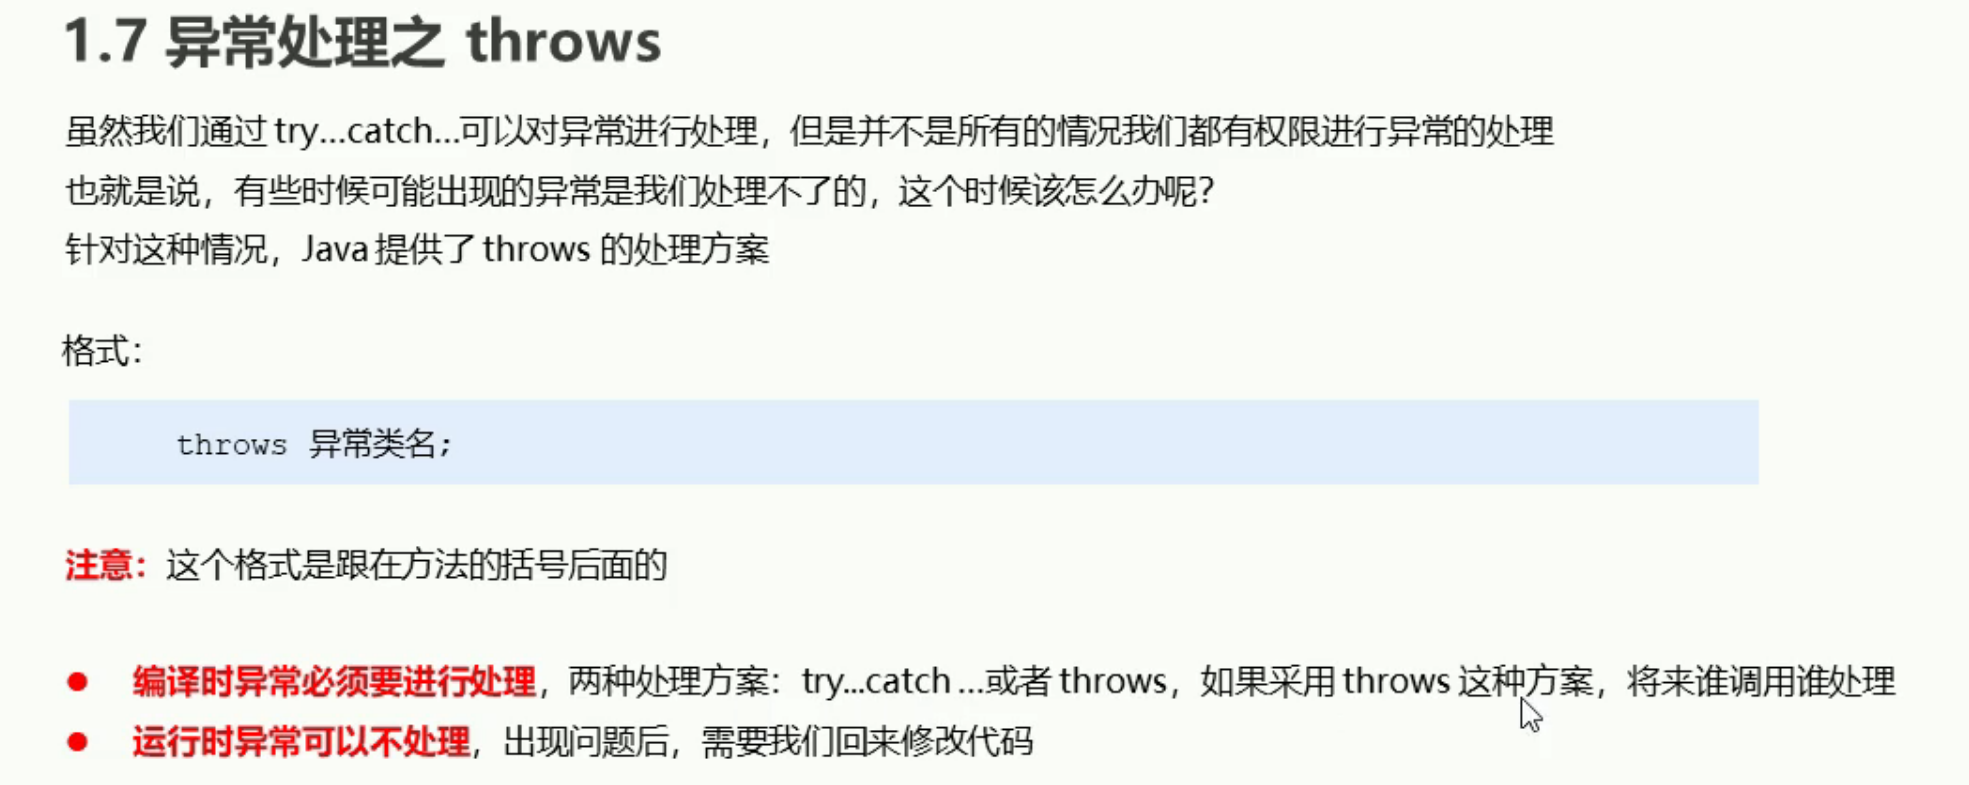 1.7 异常处理之 throws
虽然我们通过 try...catch...可以对异常进行处理，但是并不是所有的情况我们都有权限进行异常的处理
也就是说，有些时候可能出现的异常是我们处理不了的，这个时候该怎么办呢？
针对这种情况，Java 提供了 throws 的处理方案
格式：
throws 异常类名;
注意：这个格式是跟在方法的括号后面的
● 编译时异常必须要进行处理，两种处理方案：try...catch ...或者 throws，如果采用 throws 这种方案，将来谁调用谁处理
● 运行时异常可以不处理，出现问题后，需要我们回来修改代码